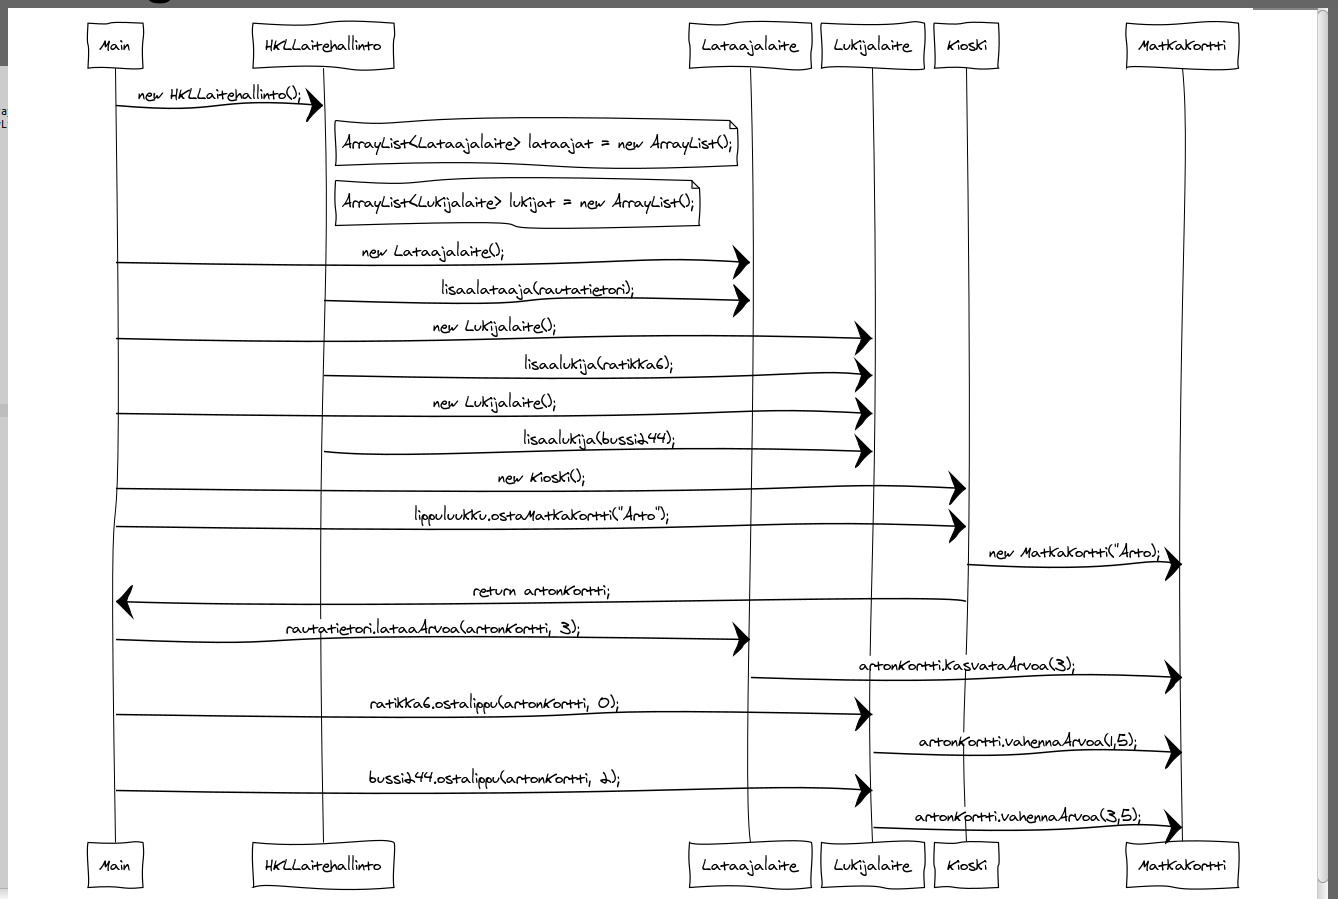 Main HKLLaitehallinto Lataajalaite Lukijalaite Kioski Matkakortti
new HKLLaitehallinto();
ArrayList<Lataajalaite> lataajat = new ArrayList();
ArrayList<Lukijalaite> lukijat = new ArrayList();
new Lataajalaite();
lisaalataaja(rautatietori);
new Lukijalaite();
lisaalukija(ratikka6);
new Lukijalaite();
lisaalukija(bussi244);
new Kioski();
lippuluukku.ostaMatkakortti("Arto");
new Matkakortti("Arto);
return artonkortti;
rautatietori.lataaArvoa(artonkortti, 3);
artonkortti.kasvataArvoa(3);
ratikka6.ostalippu(artonkortti, 0);
artonkortti.vahennaArvoa(1,5);
bussi244.ostalippu(artonkortti, 2);
artonkortti.vahennaArvoa(3,5);
Main HKLLaitehallinto Lataajalaite Lukijalaite Kioski Matkakortti